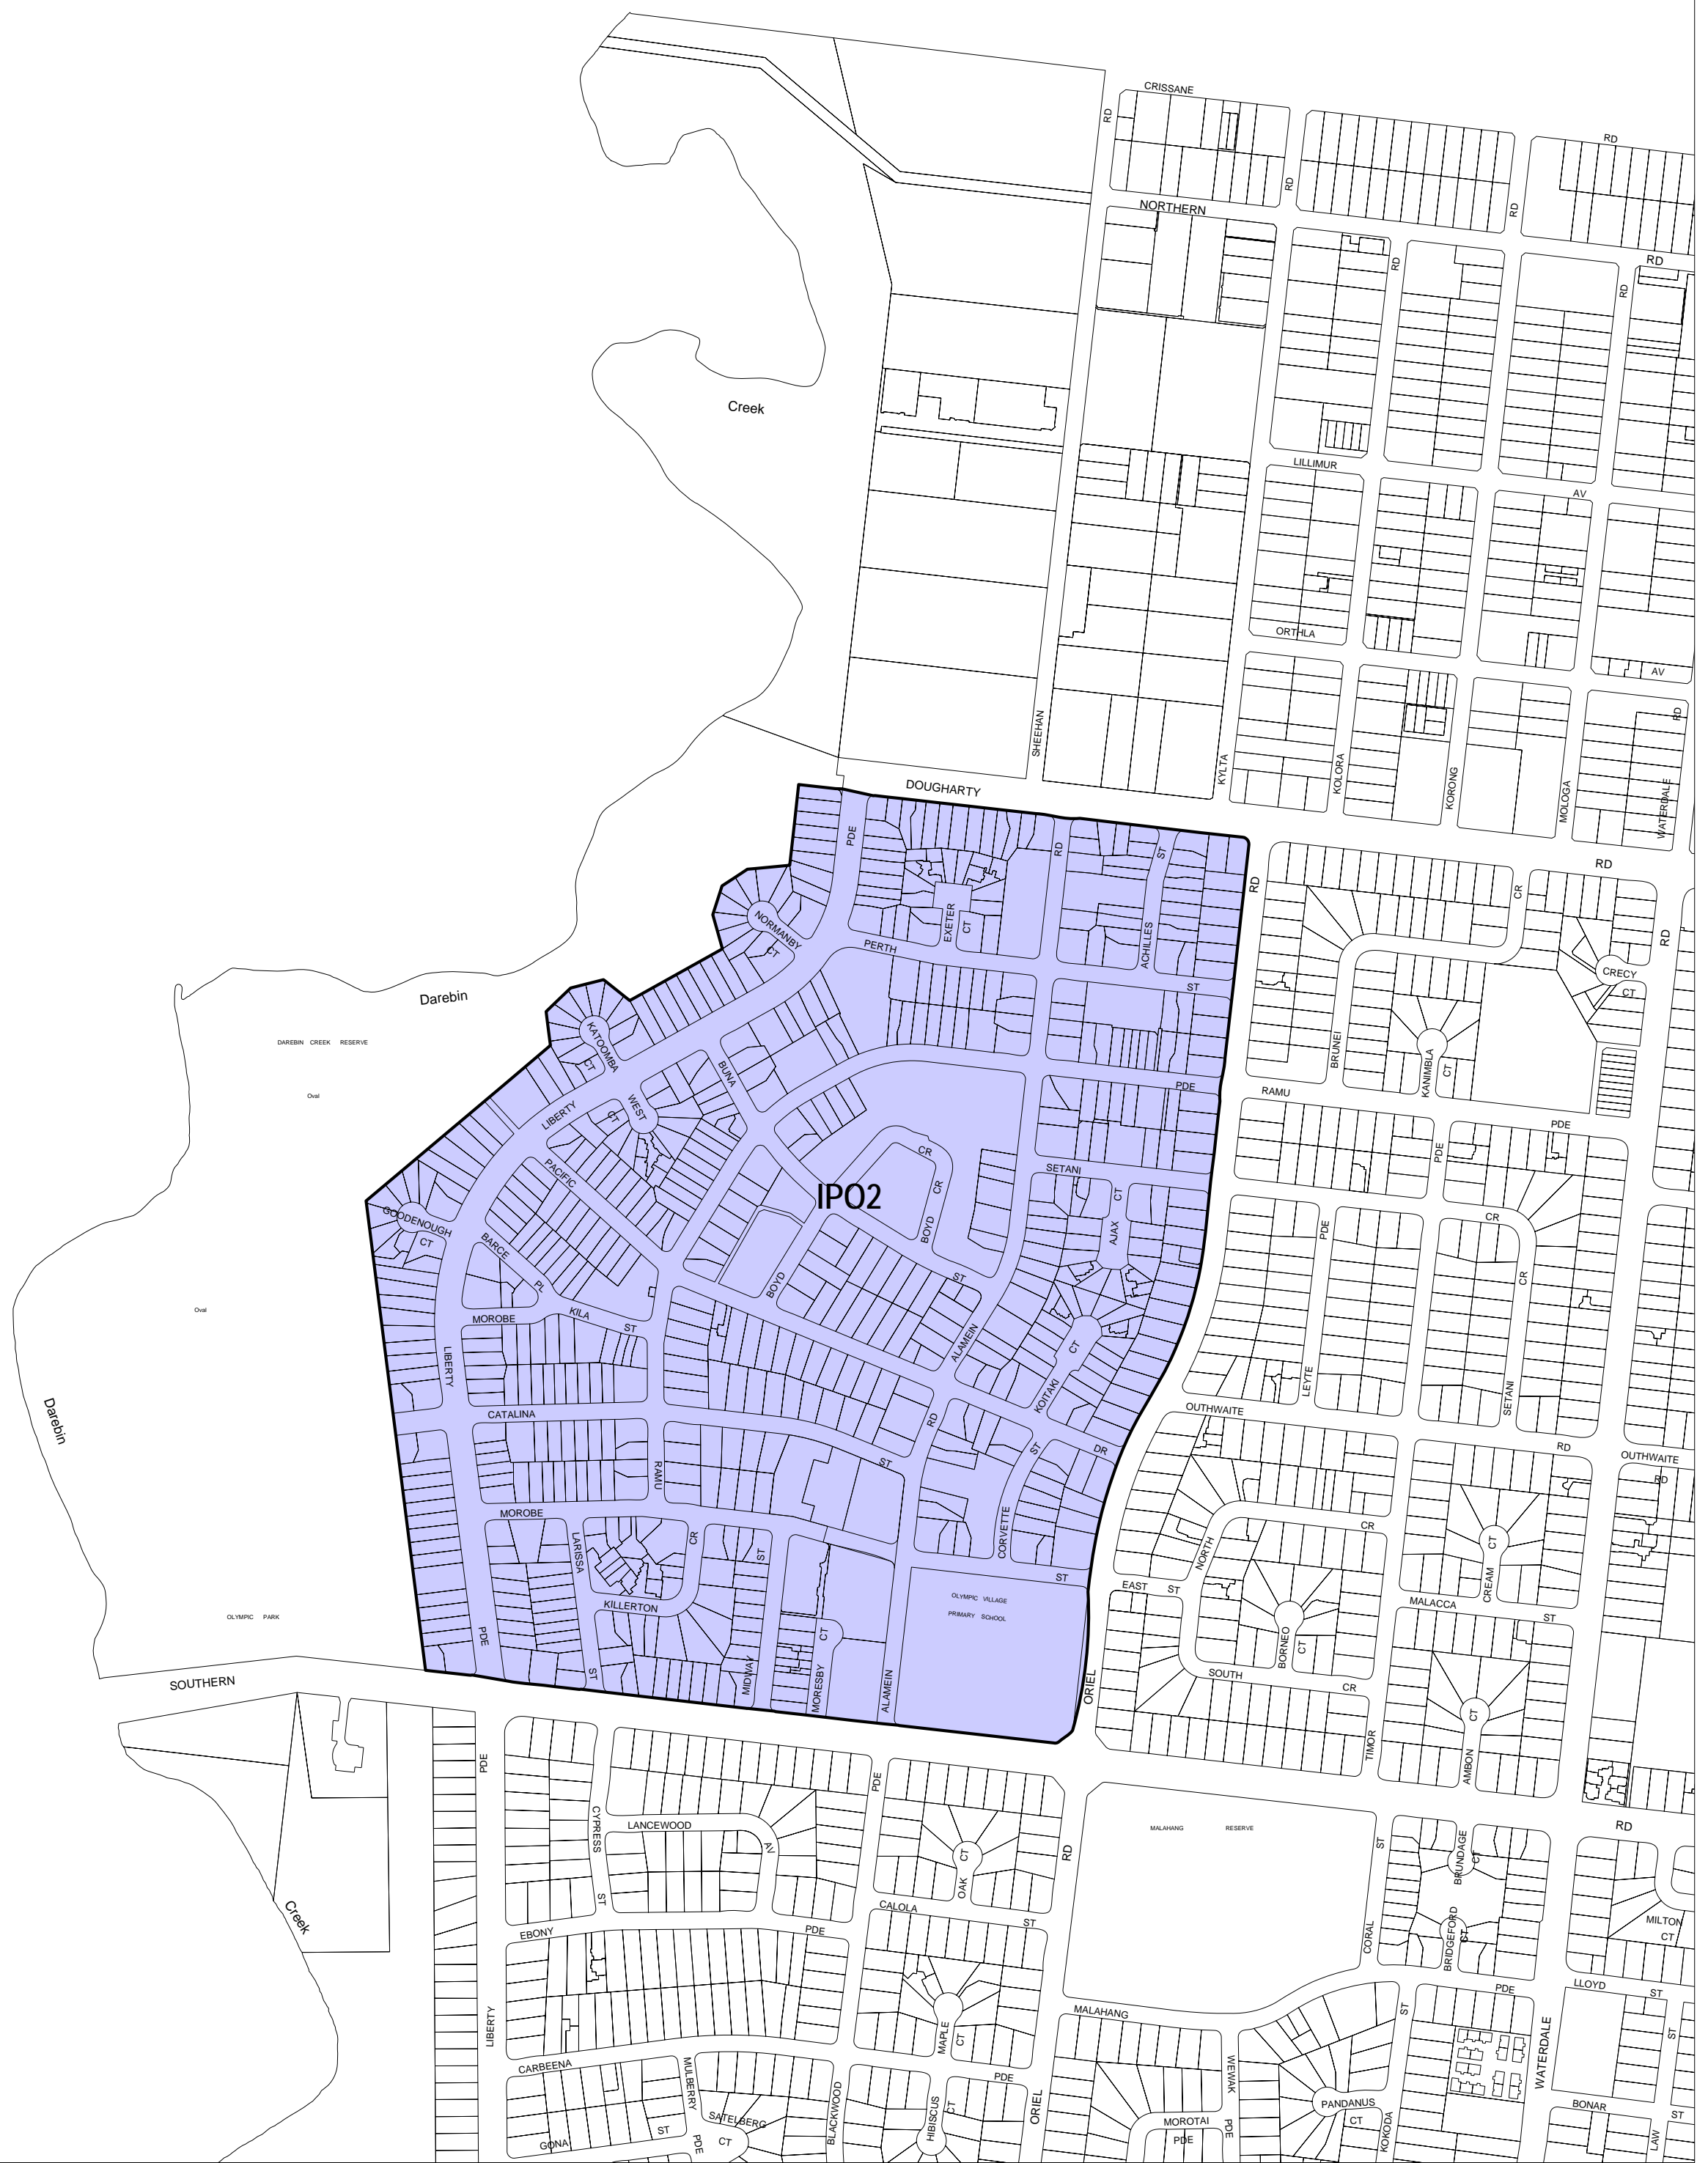 CRISSANE
RD
RD
RD
RD
NORTHERN
RD
RD
RD
Creek
LILLIMUR
AV
ORTHLA
AV
RD
SHEEHAN
KYLTA
KOLORA
KORONG
MOLOGA
WATERDALE
DOUGHARTY
RD
PDE
RD
ST
RD
CR
RD
NORMANBY
CT
EXETER
CT
PERTH
ACHILLES
CRECY
CT
ST
Darebin
DAREBIN CREEK RESERVE
Oval
KATOOMBA
CT
BUNA
BRUNEI
KANIMBLA
CT
PDE
RAMU
PDE
PDE
LIBERTY
CT
WEST
PACIFIC
CR
CR
BOYD
IPO2
SETANI
CT
AJAX
GOODENOUGH
CT
BARCE
PL
PDE
CR
CR
Oval
BOYD
ST
MOROBE
KILA
ST
ALAMEIN
CT
KOITAKI
LIBERTY
LEYTE
SETANI
Darebin
CATALINA
RD
ST
DR
ST
OUTHWAITE
RD
OUTHWAITE
RD
RAMU
MOROBE
LARISSA
CR
ST
CORVETTE
ST
NORTH
CR
CT
CREAM
OLYMPIC VILLAGE
PRIMARY SCHOOL
EAST ST
MALACCA
ST
OLYMPIC PARK
KILLERTON
PDE
ST
MIDWAY
CT
MORESBY
ALAMEIN
BORNEO
CT
SOUTH
CR
ORIEL
TIMOR
CT
AMBON
SOUTHERN
PDE
PDE
CYPRESS
ST
LANCEWOOD
AV
CT
OAK
RD
MALAHANG RESERVE
ST
RD
BRUNDAGE
CT
BRIDGEFORD
CT
CORAL
MILTON
CT
Creek
EBONY
PDE
CALOLA
ST
LIBERTY
MALAHANG
PDE
ST
LLOYD
ST
ST
MAPLE
CT
WATERDALE
CARBEENA
PDE
MULBERRY
PDE
SATELBERG
CT
BLACKWOOD
HIBISCUS
CT
ORIEL
WEWAK
PDE
MOROTAI
PDE
PANDANUS
CT
KOKODA
BONAR
ST
LAW
GONA
ST